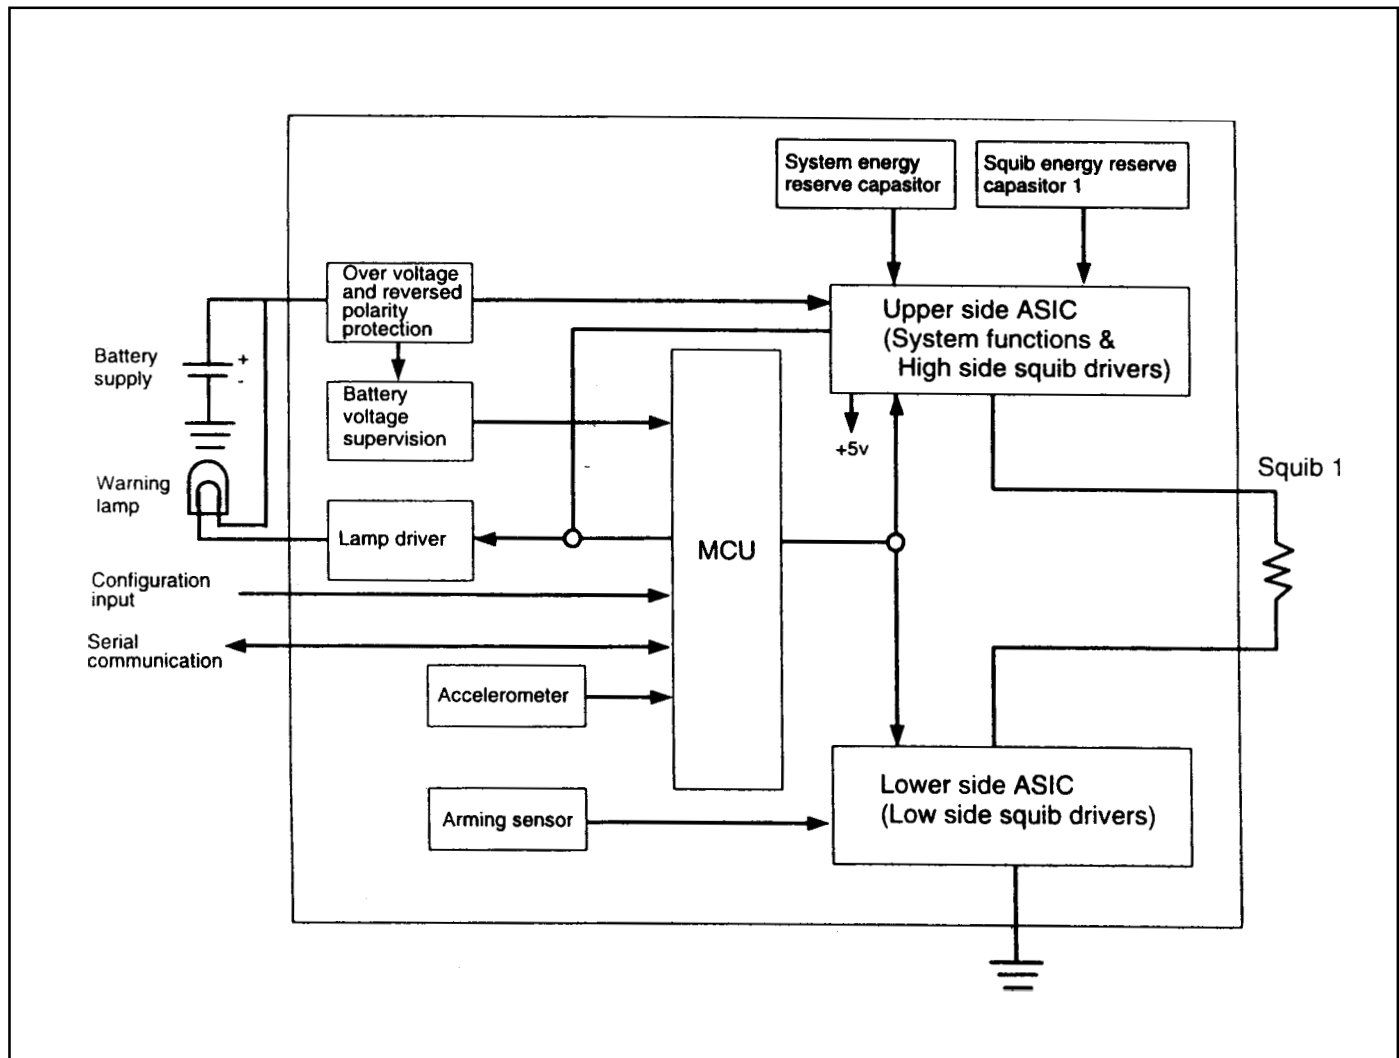 System energy
reserve capasitor
Squib energy reserve
capasitor 1
Over voltage
and reversed
polarity
protection
Upper side ASIC
(System functions &
High side squib drivers)
Battery
supply
+
-
Battery
voltage
supervision
+5v
Squib 1
Warning
lamp
Lamp driver
MCU
Configuration
input
Serial
communication
Accelerometer
Lower side ASIC
(Low side squib drivers)
Arming sensor